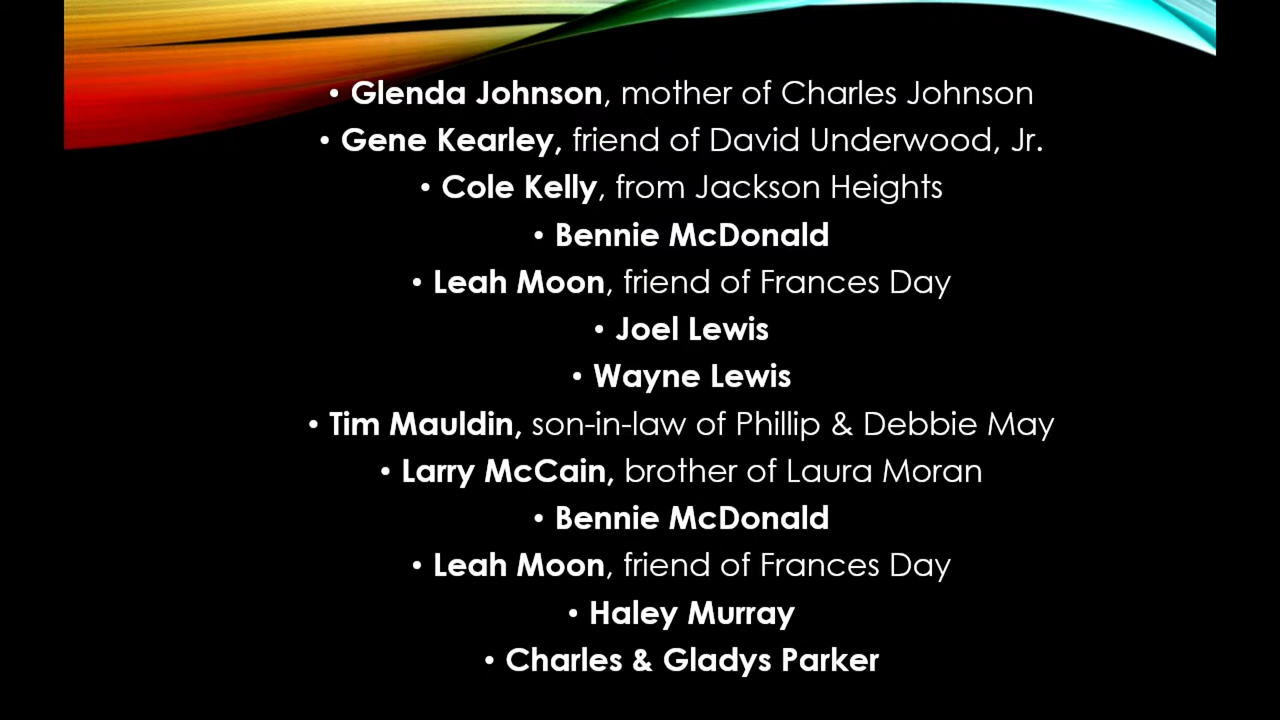 • Glenda Johnson, mother of Charles Johnson
• Gene Kearley, friend of David Underwood, Jr.
• Cole Kelly, from Jackson Heights
• Bennie McDonald
• Leah Moon, friend of Frances Day
• Joel Lewis
• Wayne Lewis
• Tim Mauldin, son-in-law of Phillip & Debbie May
• Larry McCain, brother of Laura Moran
• Bennie McDonald
• Leah Moon, friend of Frances Day
• Haley Murray
• Charles & Gladys Parker